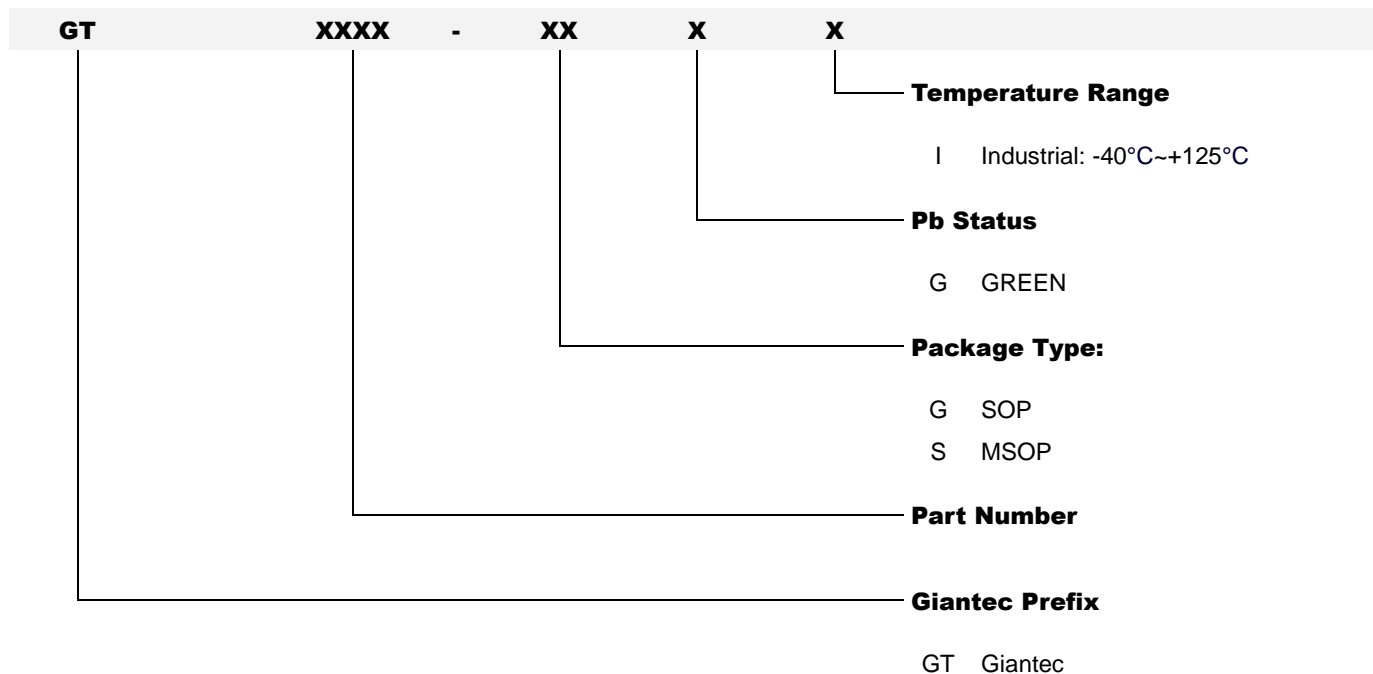 GT XXXX - XX X X
Temperature Range
I Industrial: -40°C~+125°C
Pb Status
G GREEN
Package Type:
G SOP
S MSOP
Part Number
Giantec Prefix
GT Giantec